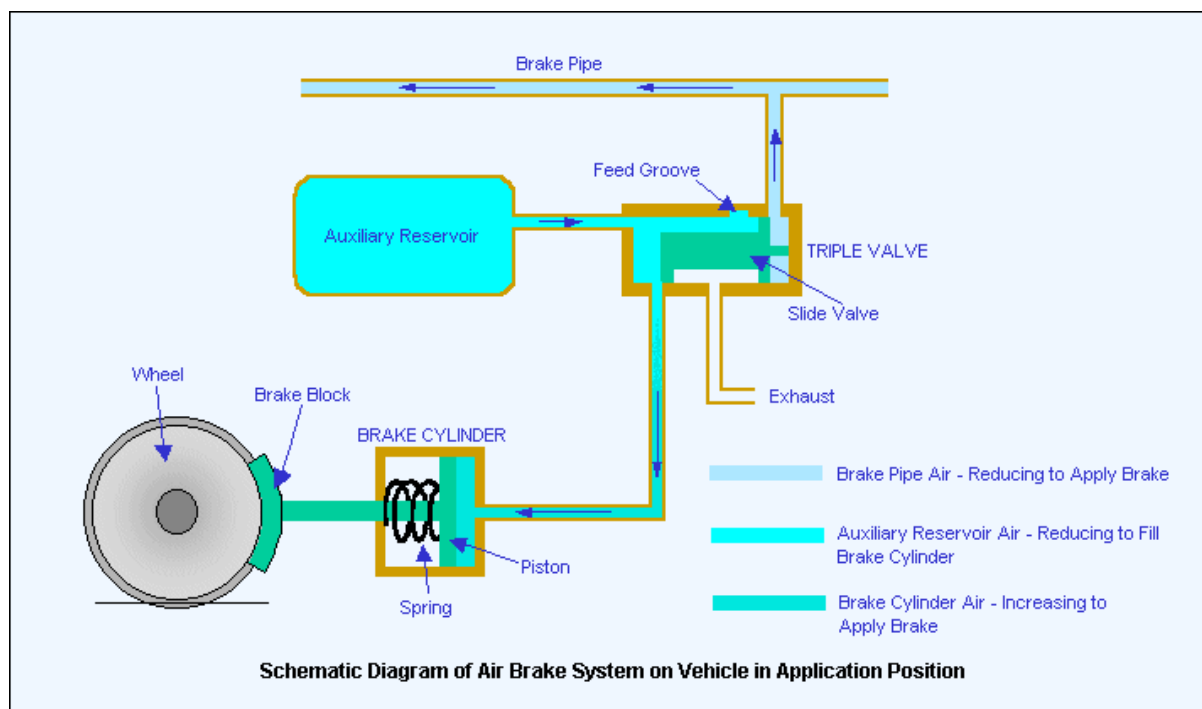 Brake Pipe
Feed Groove
Auxiliary Reservoir
TRIPLE VALVE
Slide Valve
Wheel
Brake Block
Exhaust
BRAKE CYLINDER
Brake Pipe Air - Reducing to Apply Brake
Auxiliary Reservoir Air - Reducing to Fill
Brake Cylinder
Piston
Spring
Brake Cylinder Air - Increasing to
Apply Brake
Schematic Diagram of Air Brake System on Vehicle in Application Position